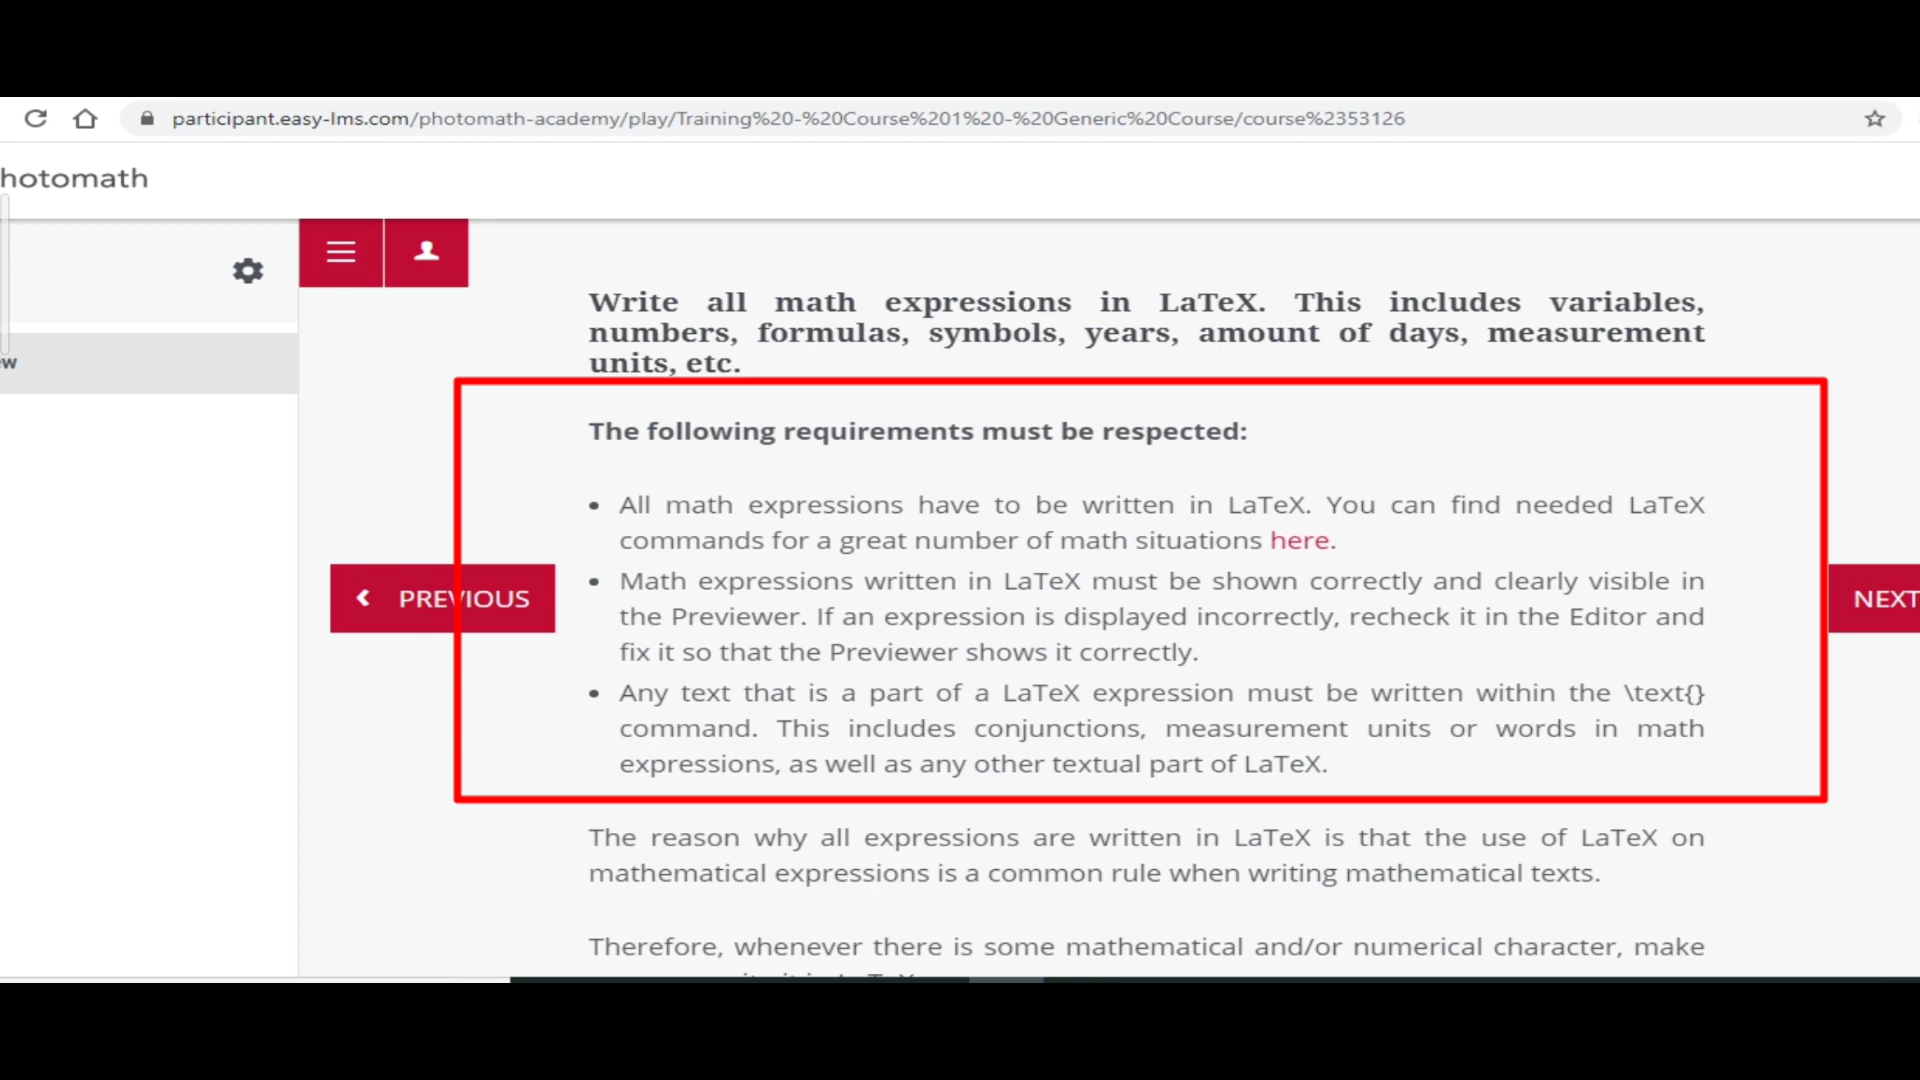 participant.easy-lms.com/photomath-academy/play/Training%20-%20Course%201%20-%20Generic%20Course/course%2353126
hotomath
ew
Write all math expressions in LaTeX. This includes variables,
numbers, formulas, symbols, years, amount of days, measurement
units, etc.
The following requirements must be respected:
• All math expressions have to be written in LaTeX. You can find needed LaTeX
commands for a great number of math situations here.
• Math expressions written in LaTeX must be shown correctly and clearly visible in
the Previewer. If an expression is displayed incorrectly, recheck it in the Editor and
fix it so that the Previewer shows it correctly.
• Any text that is a part of a LaTeX expression must be written within the \text{}
command. This includes conjunctions, measurement units or words in math
expressions, as well as any other textual part of LaTeX.
PREVIOUS
NEXT
The reason why all expressions are written in LaTeX is that the use of LaTeX on
mathematical expressions is a common rule when writing mathematical texts.
Therefore, whenever there is some mathematical and/or numerical character, make